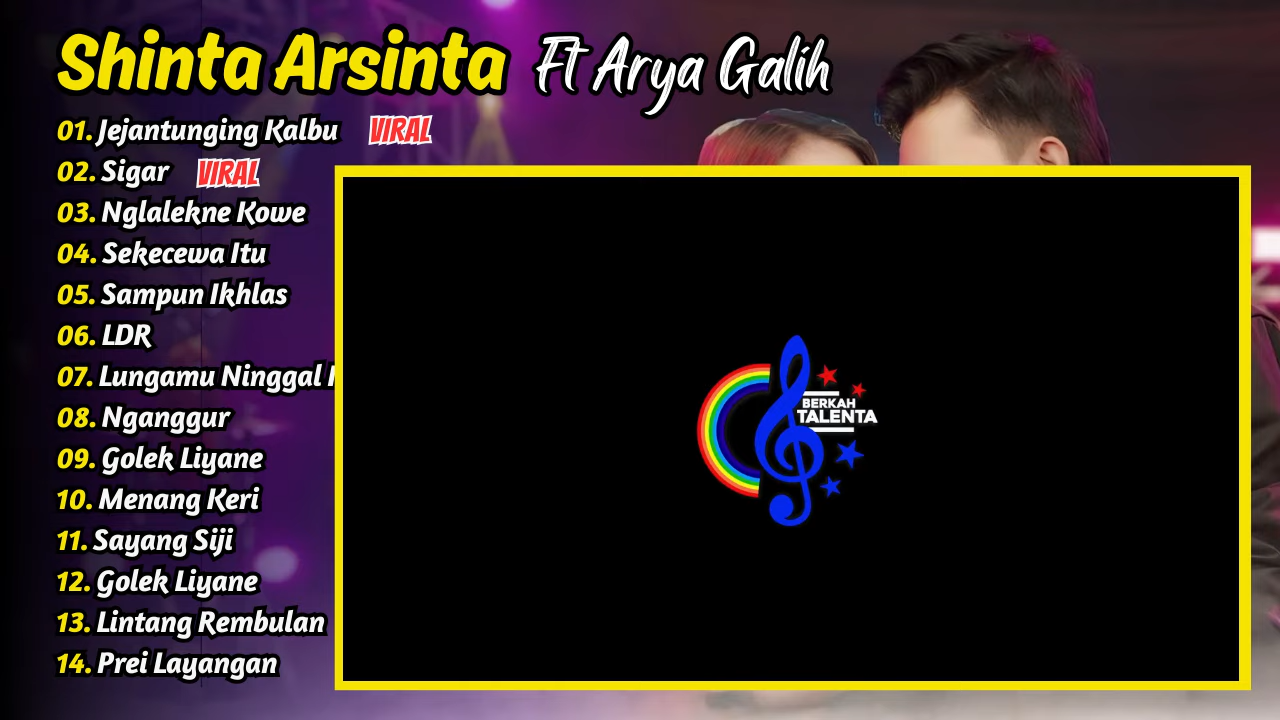 Shinta Arsinta Ft Arya Galih
01. Jejantunging Kalbu VIRAL
02. Sigar VIRAL
03. Nglalekne Kowe
04. Sekecewa Itu
05. Sampun Ikhlas
06. LDR
07. Lungamu Ninggal
08. Nganggur
09. Golek Liyane
10. Menang Keri
11. Sayang Siji
12. Golek Liyane
13. Lintang Rembulan
14. Prei Layangan
BERKAH
TALENTA